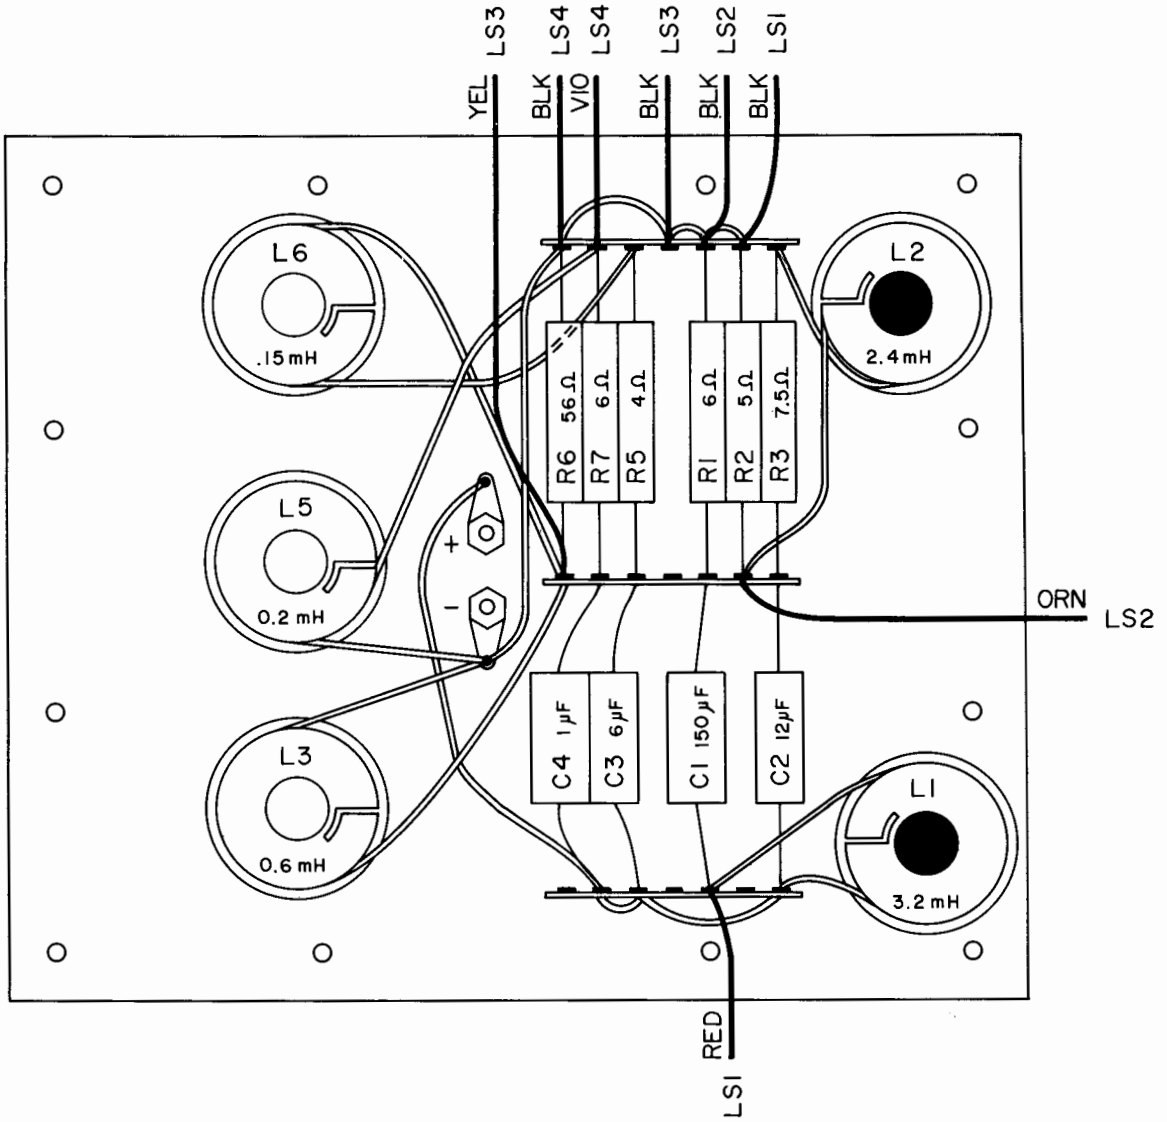 YEL LS3
BLK LS4
VIO LS4
BLK LS3
BLK LS2
BLK LS1
L6
.15 mH
L2
2.4 mH
R6 56 Ω
R7 6 Ω
R5 4 Ω
R1 6 Ω
R2 5 Ω
R3 7.5 Ω
L5
0.2 mH
+
-
ORN
LS2
C4 1 µF
C3 6 µF
C1 150 µF
C2 12 µF
L3
0.6 mH
L1
3.2 mH
RED
LS1